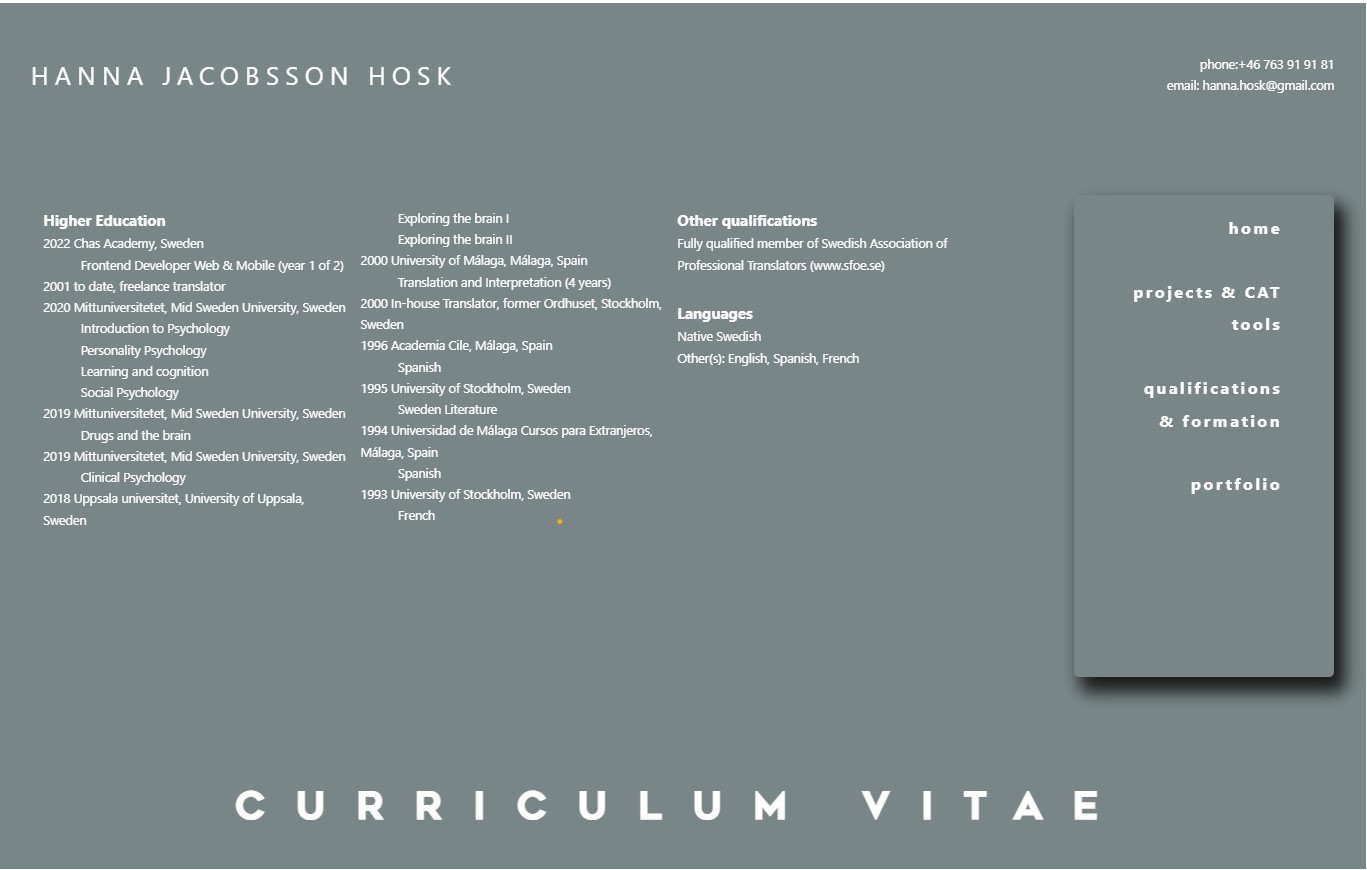 HANNA JACOBSSON HOSK
phone:+46 763 91 91 81
email: hanna.hosk@gmail.com
Higher Education
2022 Chas Academy, Sweden
Frontend Developer Web & Mobile (year 1 of 2)
2001 to date, freelance translator
2020 Mittuniversitetet, Mid Sweden University, Sweden
Introduction to Psychology
Personality Psychology
Learning and cognition
Social Psychology
2019 Mittuniversitetet, Mid Sweden University, Sweden
Drugs and the brain
2019 Mittuniversitetet, Mid Sweden University, Sweden
Clinical Psychology
2018 Uppsala universitet, University of Uppsala,
Sweden
Exploring the brain I
Exploring the brain II
2000 University of Málaga, Málaga, Spain
Translation and Interpretation (4 years)
2000 In-house Translator, former Ordhuset, Stockholm,
Sweden
1996 Academia Cile, Málaga, Spain
Spanish
1995 University of Stockholm, Sweden
Sweden Literature
1994 Universidad de Málaga Cursos para Extranjeros,
Málaga, Spain
Spanish
1993 University of Stockholm, Sweden
French
Other qualifications
Fully qualified member of Swedish Association of
Professional Translators (www.sfoe.se)
Languages
Native Swedish
Other(s): English, Spanish, French
home
projects & CAT
tools
qualifications
& formation
portfolio
CURRICULUM VITAE